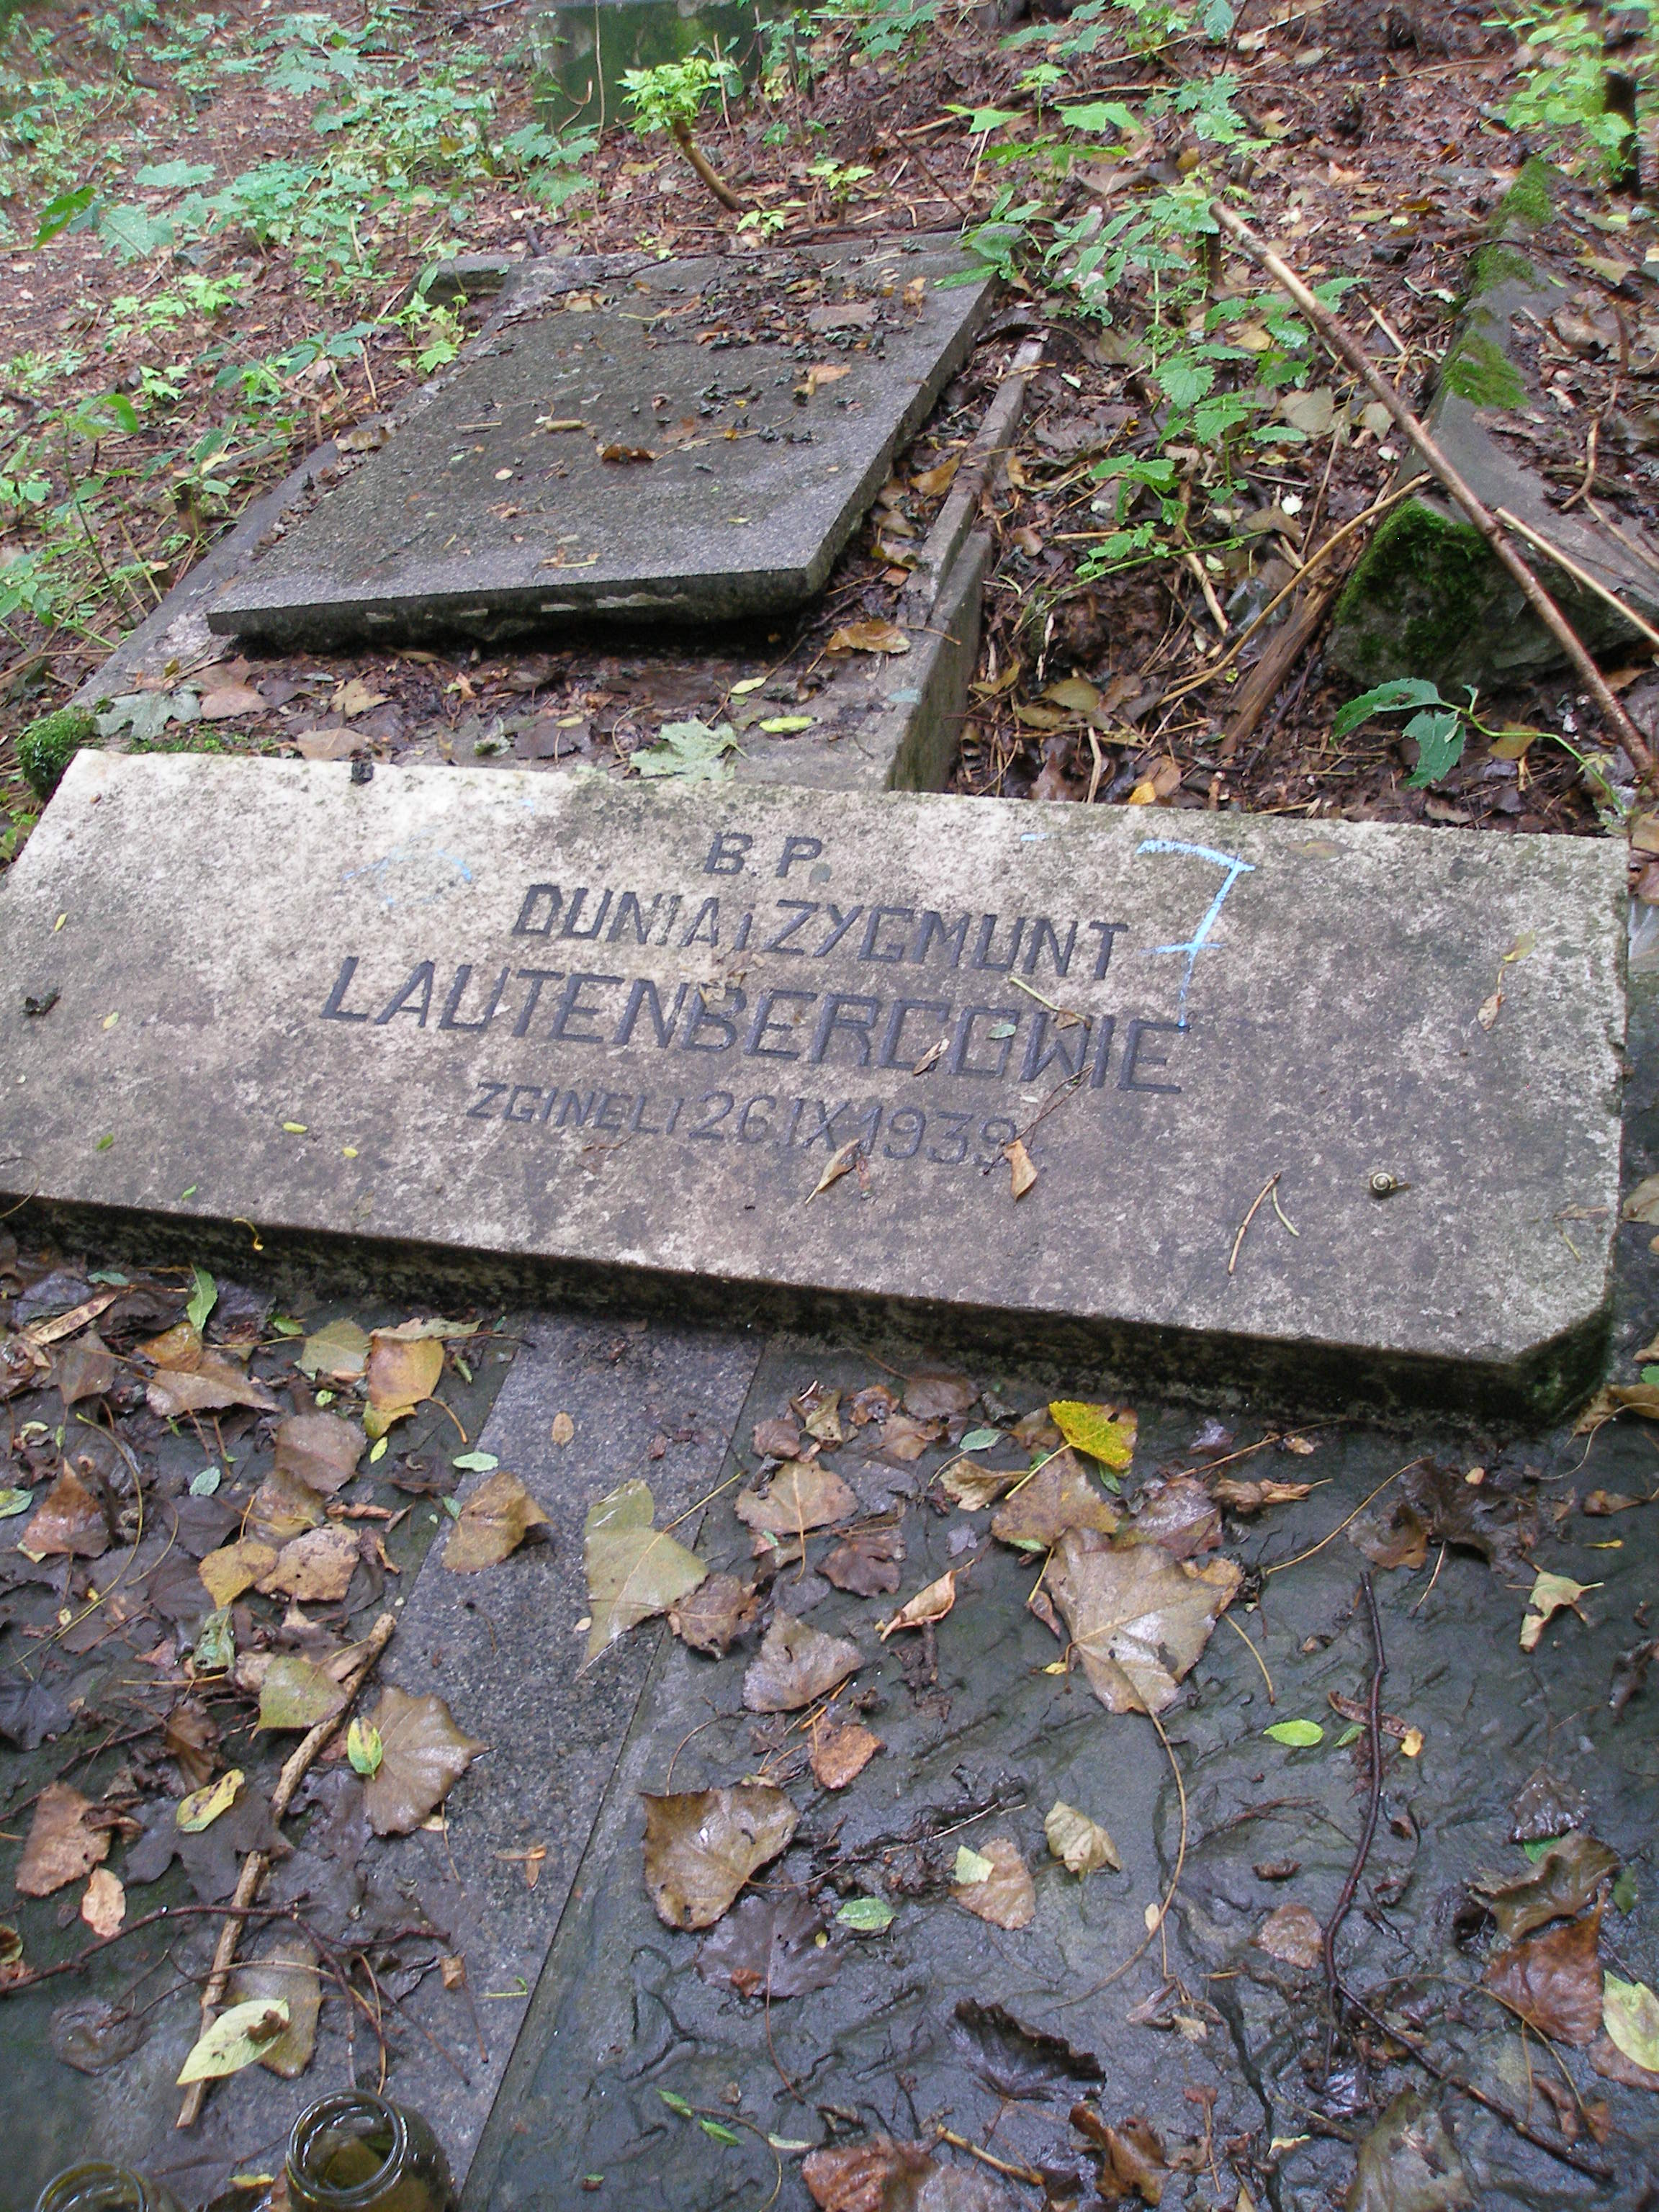 B.P.
DUNIA i ZYGMUNT
LAUTENBERGOWIE
ZGINELI 26.IX 1939